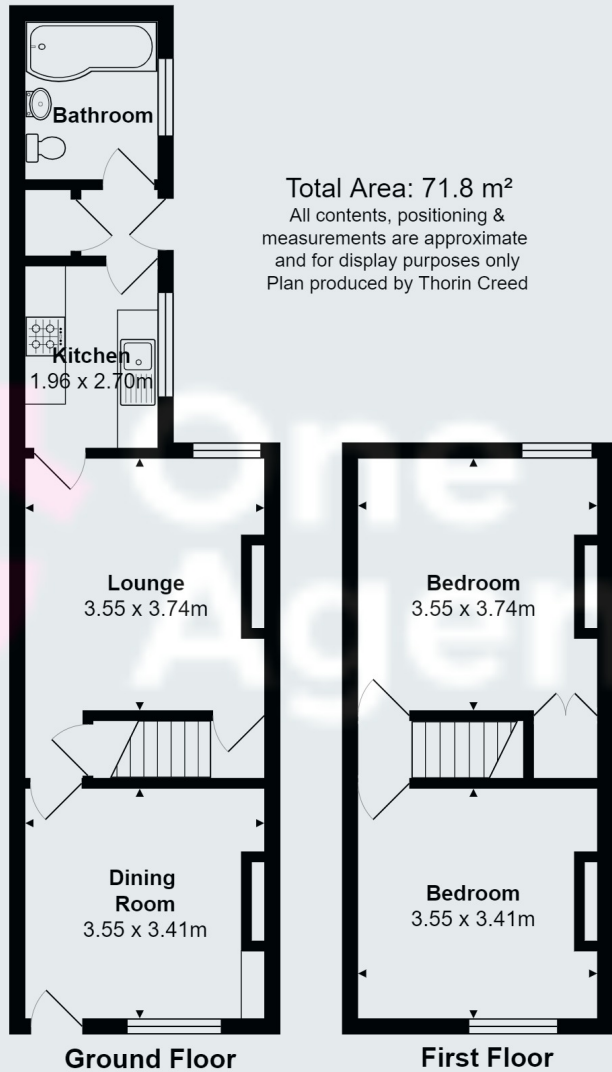 Bathroom
Total Area: 71.8 m²
All contents, positioning &
measurements are approximate
and for display purposes only
Plan produced by Thorin Creed
Kitchen
1.96 x 2.70m
One
Agen
Lounge
3.55 x 3.74m
Bedroom
3.55 x 3.74m
Dining
Room
3.55 x 3.41m
Bedroom
3.55 x 3.41m
Ground Floor
First Floor